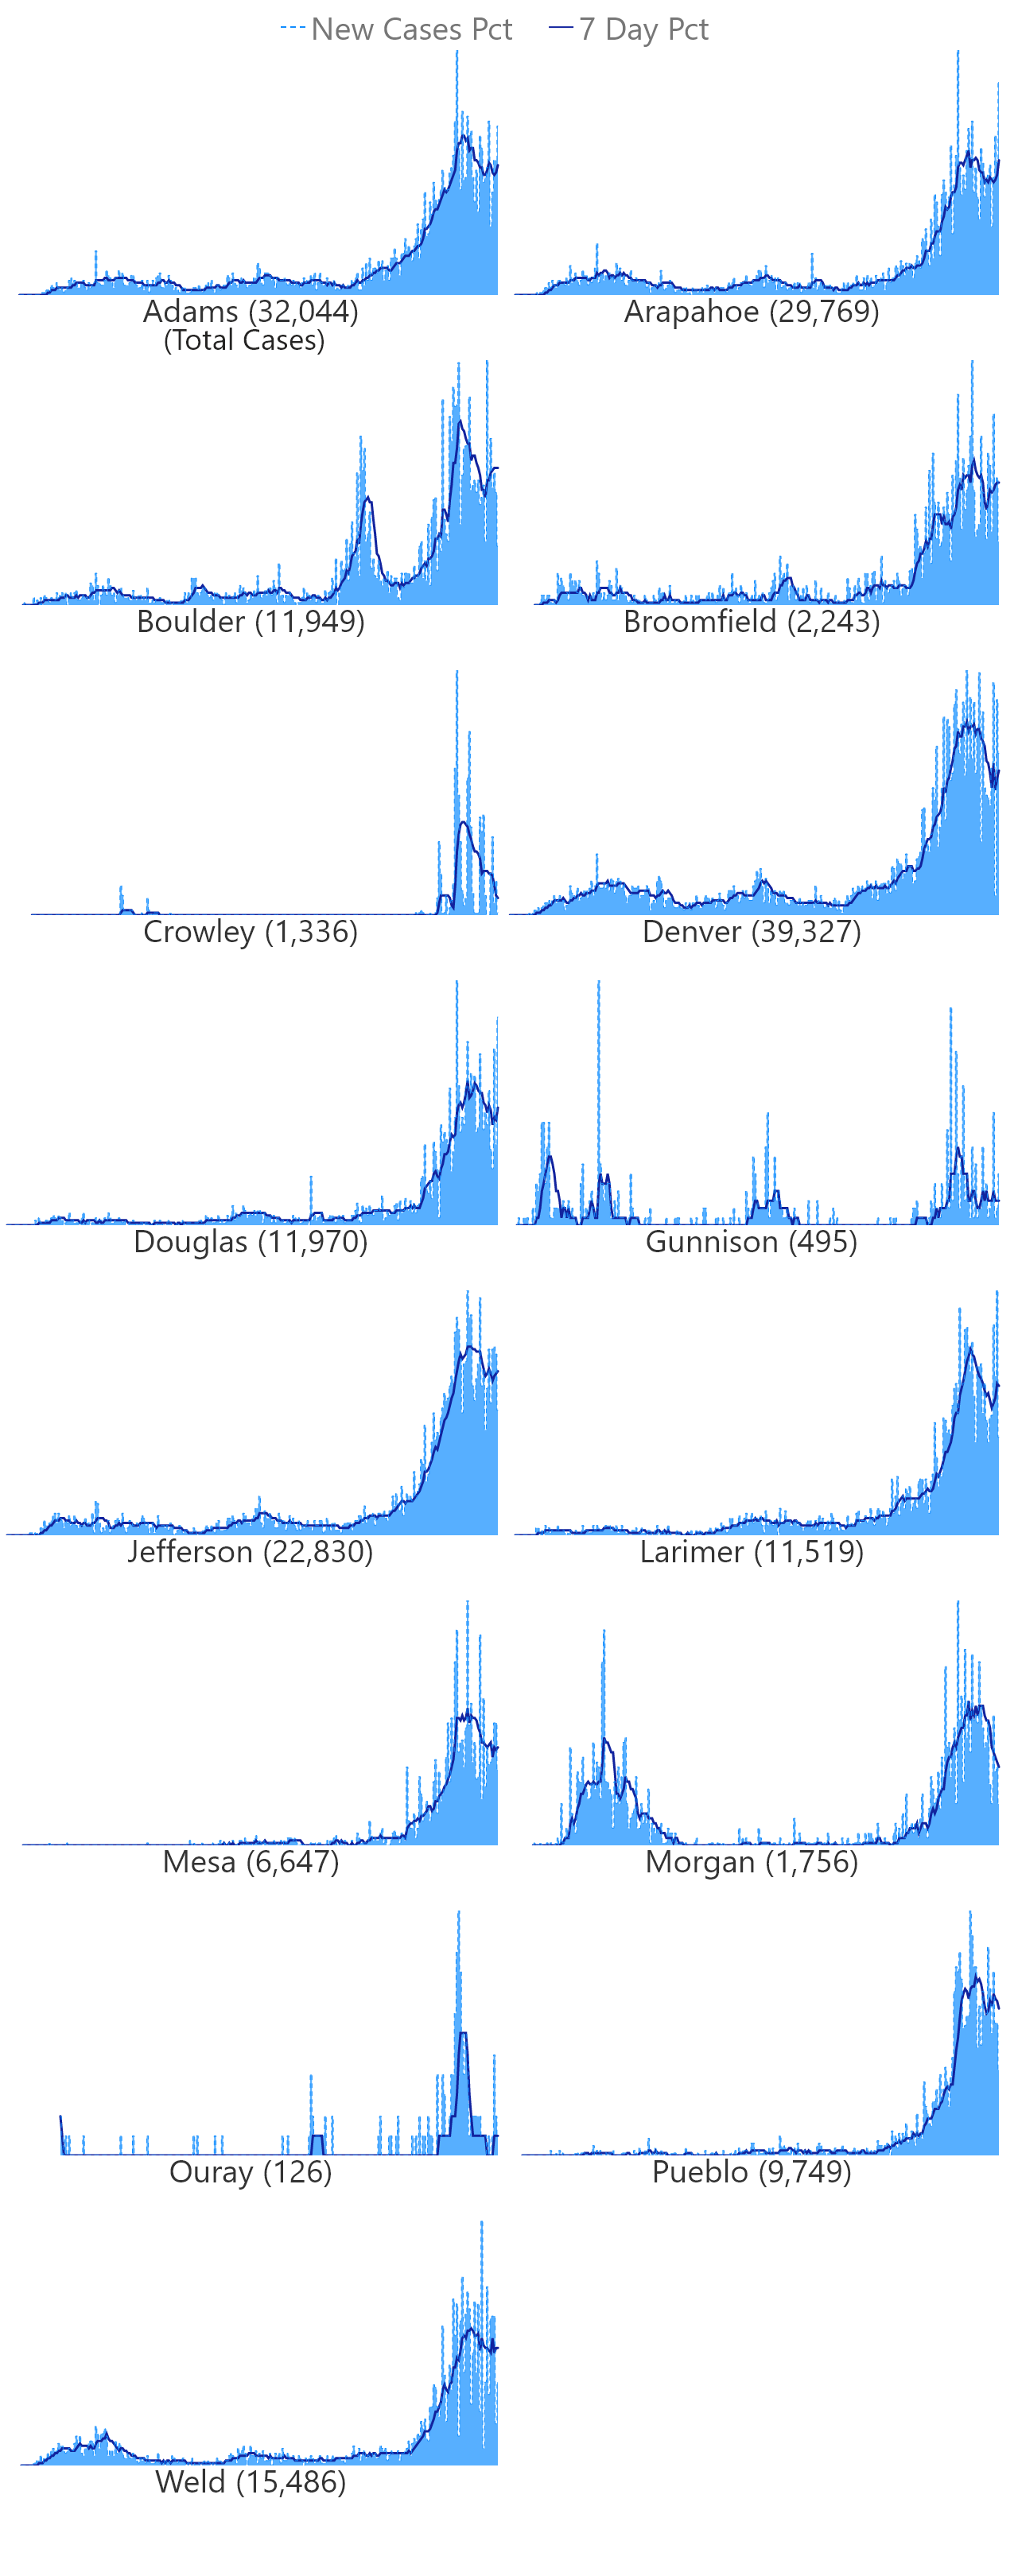 New Cases Pct 7 Day Pct
Adams (32,044) Arapahoe (29,769)
(Total Cases)
Boulder (11,949) Broomfield (2,243)
Crowley (1,336) Denver (39,327)
Douglas (11,970) Gunnison (495)
Jefferson (22,830) Larimer (11,519)
Mesa (6,647) Morgan (1,756)
Ouray (126) Pueblo (9,749)
Weld (15,486)